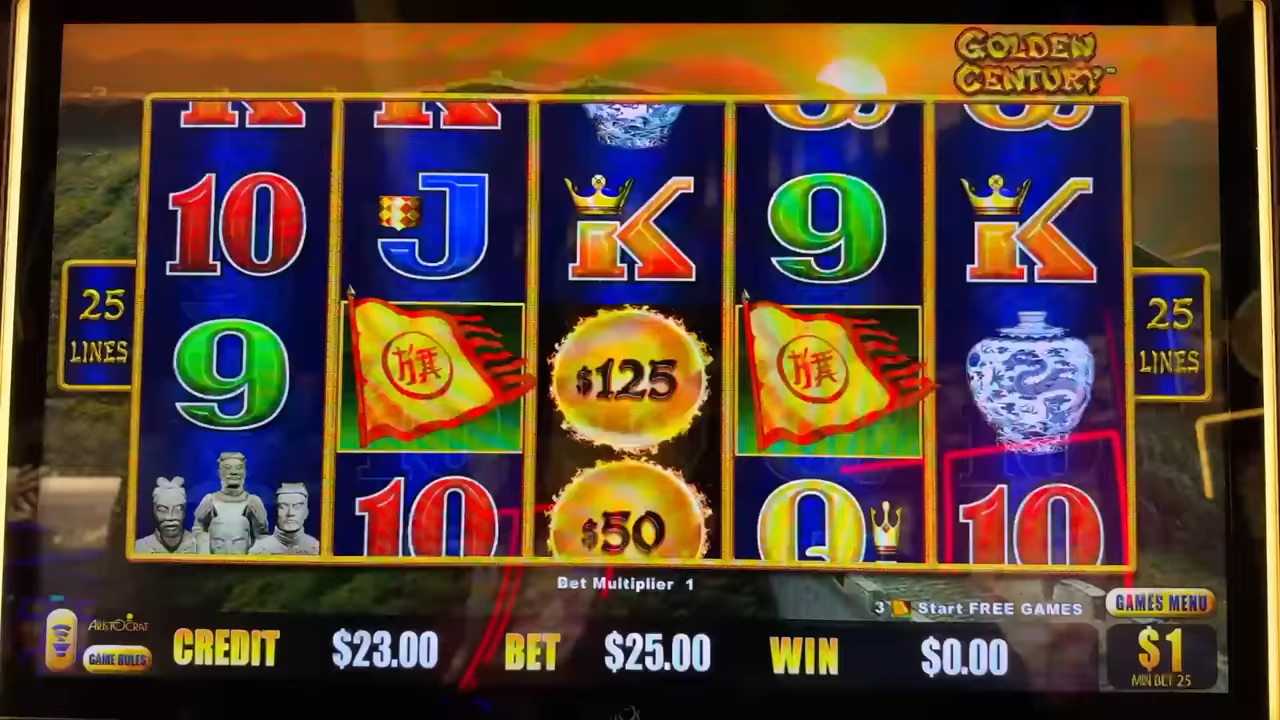 GOLDEN
CENTURY™
K K Q Q
10 J K 9 K
25
LINES
9
旗
$125
旗
25
LINES
10
$50
Q
10
Bet Multiplier 1
3 Start FREE GAMES
GAMES MENU
ARISTOCRAT
GAME RULES
CREDIT $23.00 BET $25.00 WIN $0.00
$1
MIN BET 25